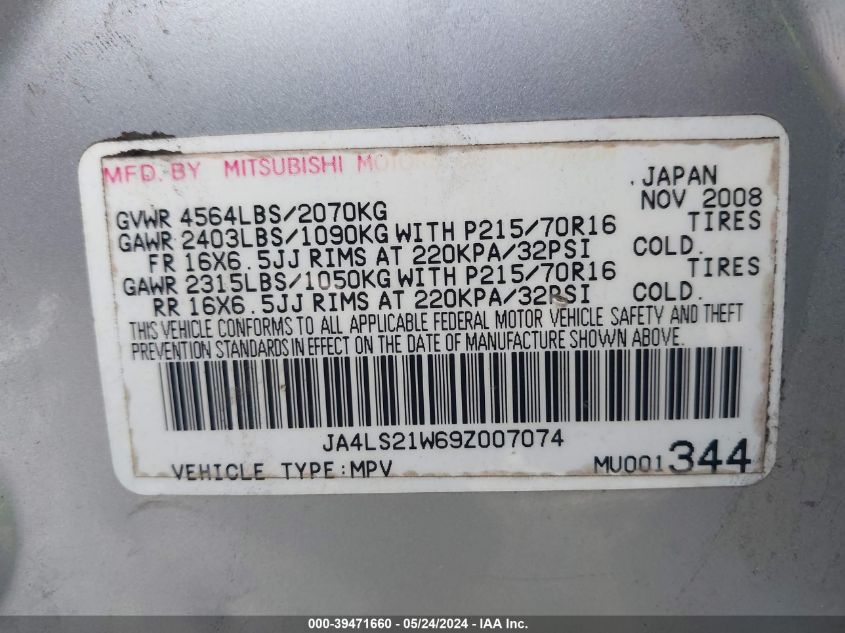 MFD. BY MITSUBISHI
. JAPAN
NOV 2008
GVWR 4564LBS/2070KG
GAWR 2403LBS/1090KG WITH P215/70R16 TIRES
FR 16X6.5JJ RIMS AT 220KPA/32PSI COLD.
GAWR 2315LBS/1050KG WITH P215/70R16 TIRES
RR 16X6.5JJ RIMS AT 220KPA/32PSI COLD.
THIS VEHICLE CONFORMS TO ALL APPLICABLE FEDERAL MOTOR VEHICLE SAFETY AND THEFT
PREVENTION STANDARDS IN EFFECT ON THE DATE OF MANUFACTURE SHOWN ABOVE.
JA4LS21W69Z007074
VEHICLE TYPE:MPV MU001344
000-39471660 - 05/24/2024 - IAA Inc.